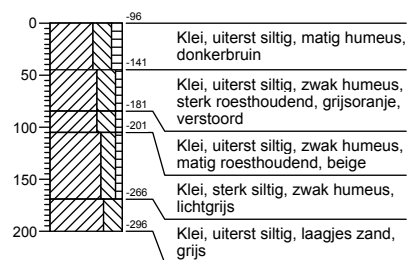 0
50
100
150
200
-96
-141
-181
-201
-266
-296
Klei, uiterst siltig, matig humeus,
donkerbruin
Klei, uiterst siltig, zwak humeus,
sterk roesthoudend, grijsoranje,
verstoord
Klei, uiterst siltig, zwak humeus,
matig roesthoudend, beige
Klei, sterk siltig, zwak humeus,
lichtgrijs
Klei, uiterst siltig, laagjes zand,
grijs